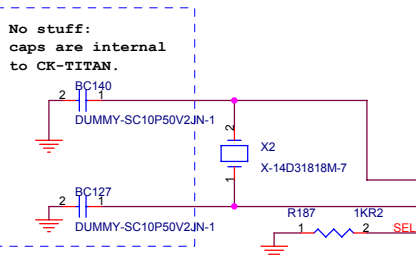 No stuff:
caps are internal
to CK-TITAN.
BC140
2 1
DUMMY-SC10P50V2JN-1
2
X2
X-14D31818M-7
1
BC127
2 1
DUMMY-SC10P50V2JN-1
R187 1KR2
1 2 SEL